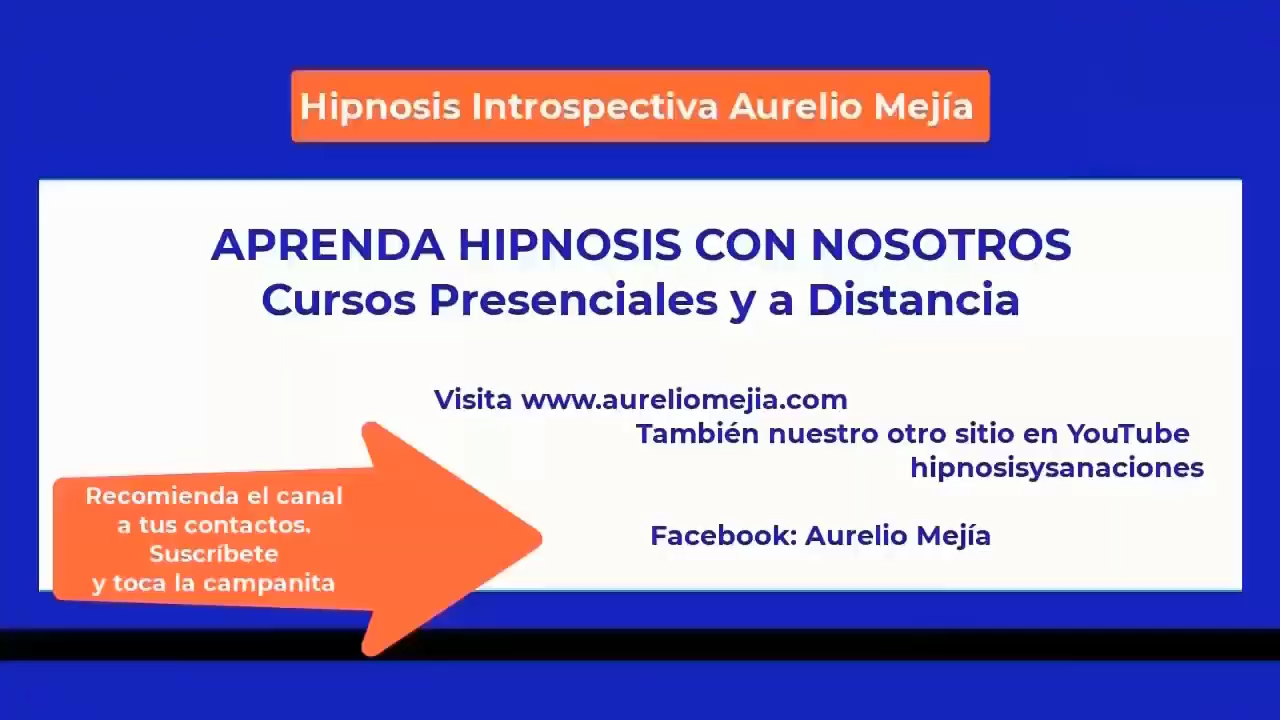 Hipnosis Introspectiva Aurelio Mejía
APRENDA HIPNOSIS CON NOSOTROS
Cursos Presenciales y a Distancia
Visita www.aureliomejia.com
También nuestro otro sitio en YouTube
hipnosisysanaciones
Facebook: Aurelio Mejía
Recomienda el canal
a tus contactos.
Suscríbete
y toca la campanita